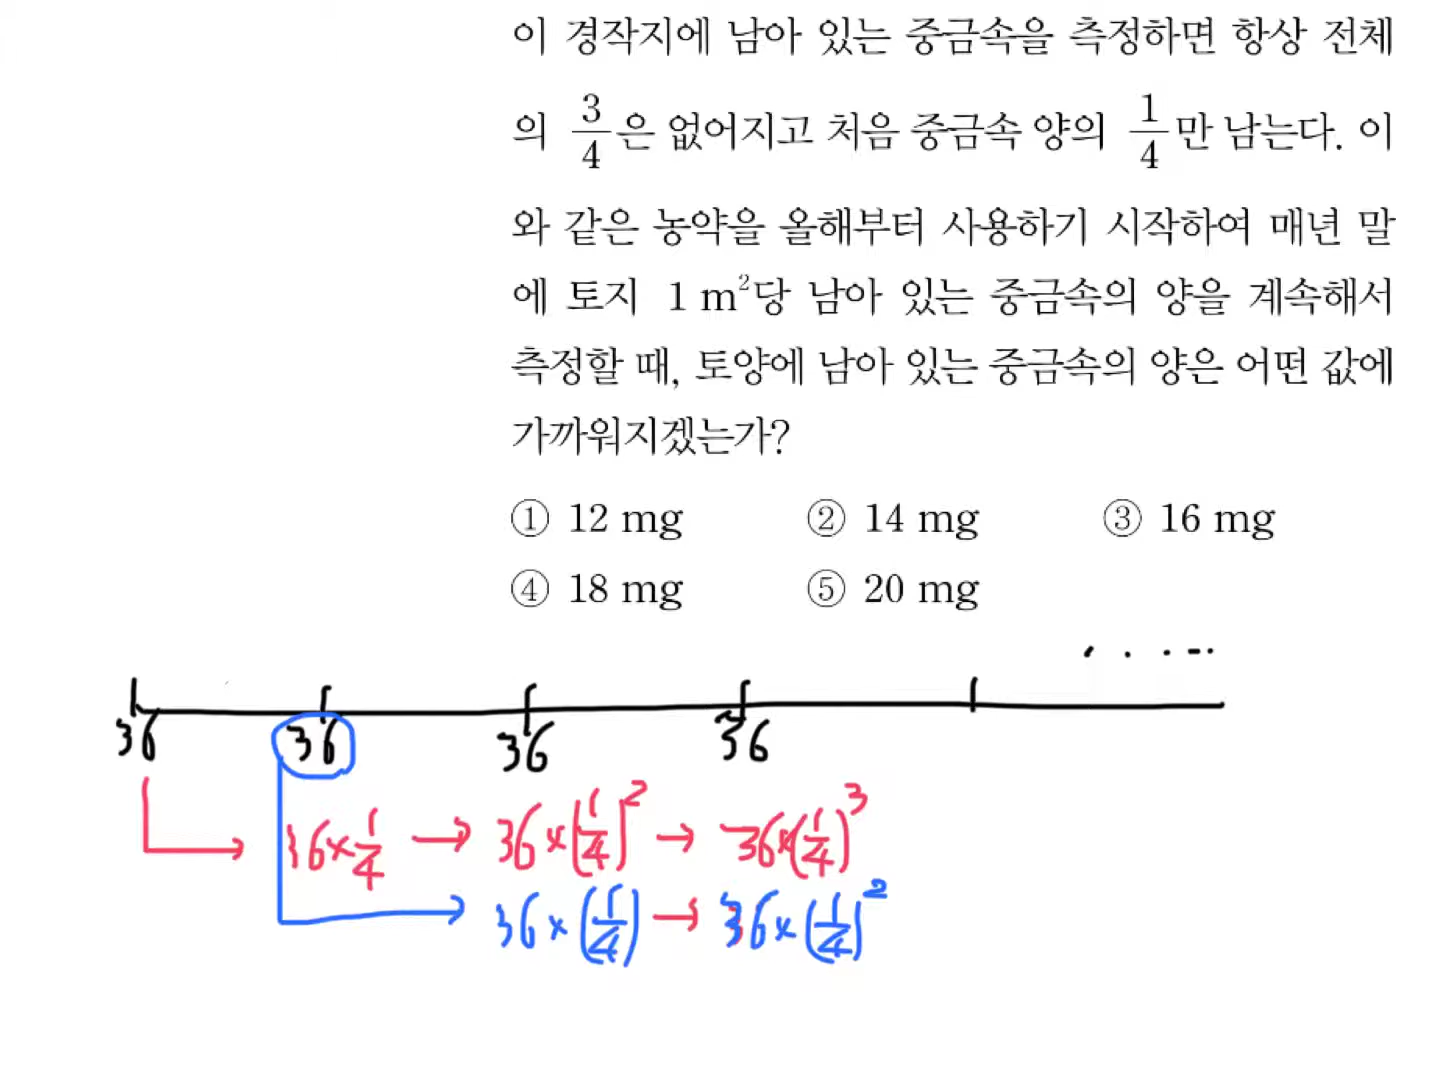 이 경작지에 남아 있는 중금속을 측정하면 항상 전체
의 3/4은 없어지고 처음 중금속 양의 1/4만 남는다. 이
와 같은 농약을 올해부터 사용하기 시작하여 매년 말
에 토지 1 m²당 남아 있는 중금속의 양을 계속해서
측정할 때, 토양에 남아 있는 중금속의 양은 어떤 값에
가까워지겠는가?
① 12 mg ② 14 mg ③ 16 mg
④ 18 mg ⑤ 20 mg
36 36 36 36
36×1/4 → 36×(1/4)² → 36×(1/4)³
36×(1/4) → 36×(1/4)²